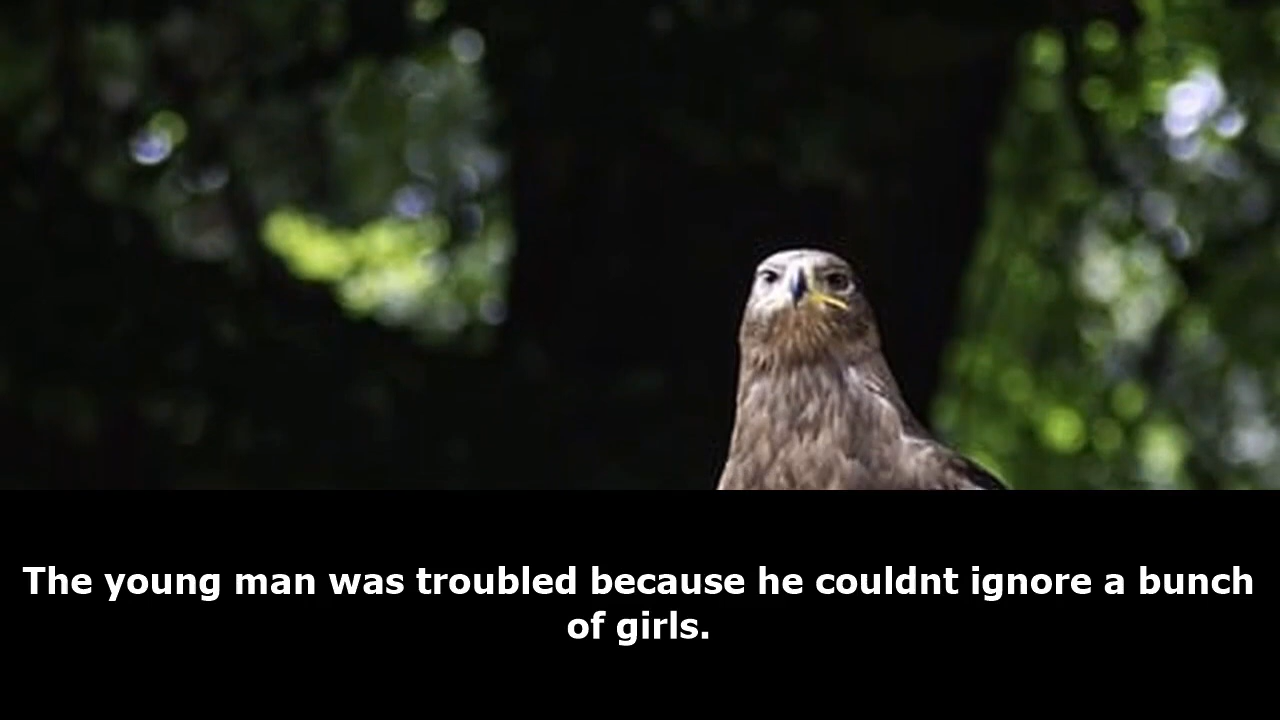 The young man was troubled because he couldnt ignore a bunch
of girls.